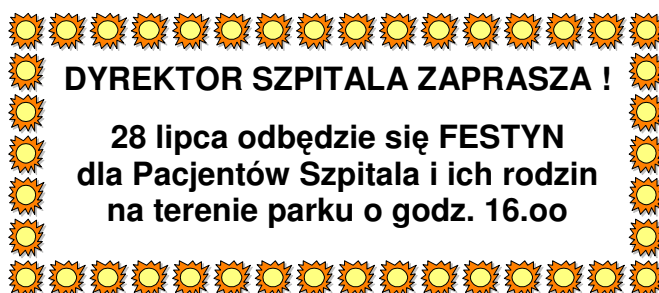 DYREKTOR SZPITALA ZAPRASZA !
28 lipca odbędzie się FESTYN
dla Pacjentów Szpitala i ich rodzin
na terenie parku o godz. 16.oo